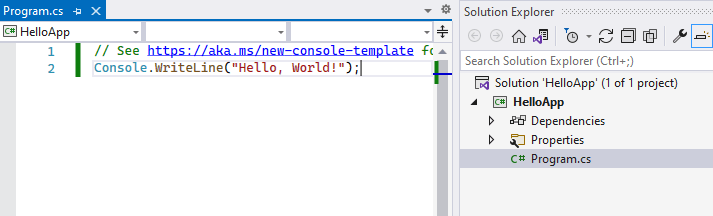 Program.cs
HelloApp
1 // See https://aka.ms/new-console-template fo
2 Console.WriteLine("Hello, World!");
Solution Explorer
Search Solution Explorer (Ctrl+;)
Solution 'HelloApp' (1 of 1 project)
C# HelloApp
Dependencies
Properties
C# Program.cs